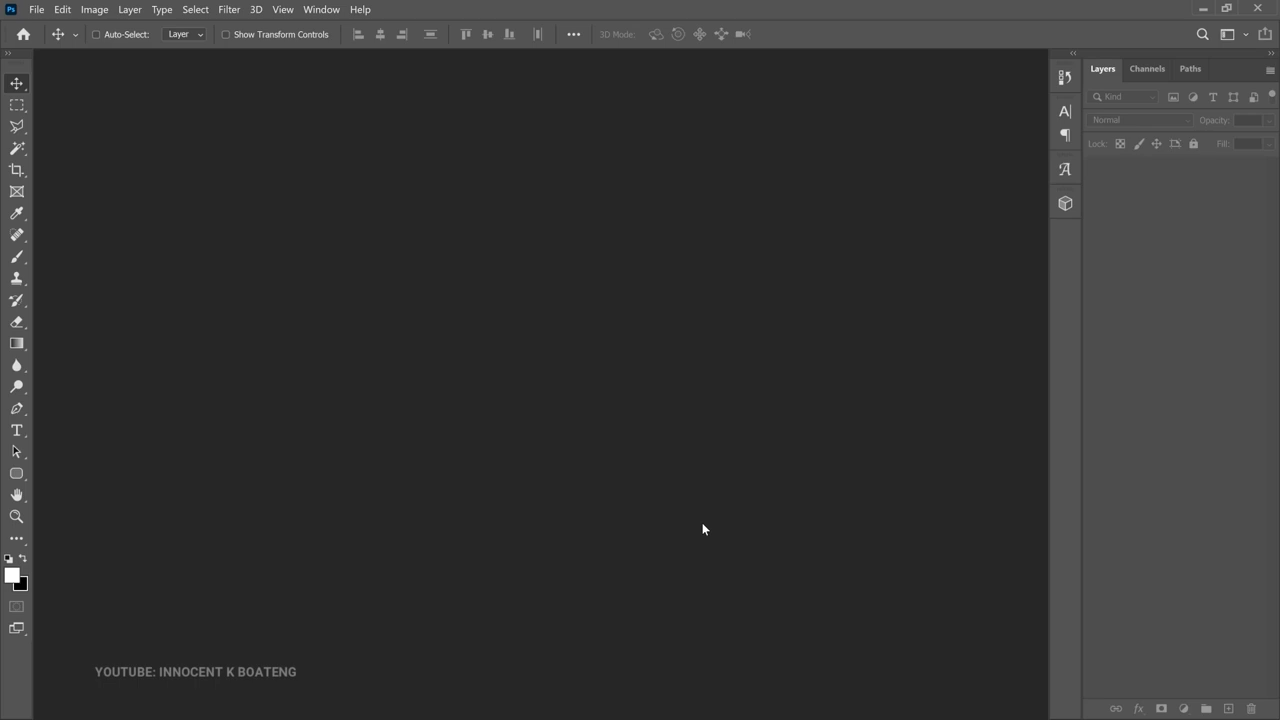 Ps File Edit Image Layer Type Select Filter 3D View Window Help
Auto-Select: Layer Show Transform Controls 3D Mode:
Layers Channels Paths
Kind
Normal Opacity:
Lock: Fill:
YOUTUBE: INNOCENT K BOATENG